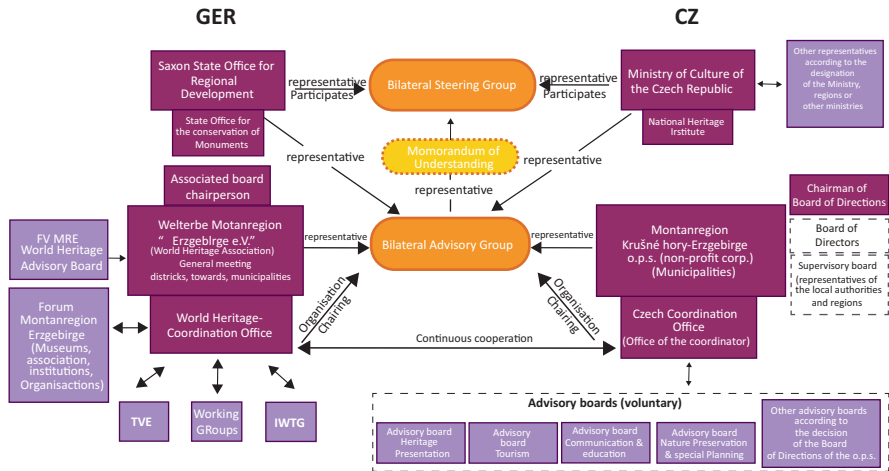 GER
CZ
Saxon State Office for
Regional
Development
State Office for
the conservation of
Monuments
representative
Participates
Bilateral Steering Group
representative
Participates
Ministry of Culture of
the Czech Republic
National Heritage
Institute
Other representatives
according to the
designation
of the Ministry,
regions or
other ministries
Memorandum of
Understanding
representative
representative
representative
Associated board
chairperson
Welterbe Motanregion
“ Erzgebirge e.V.”
(World Heritage Association)
General meeting
districs, towards, municipalities
World Heritage-
Coordination Office
FV MRE
World Heritage
Advisory Board
Forum
Montanregion
Erzgebirge
(Museums,
association,
institutions,
Organisactions)
TVE
Working
GRoups
IWTG
representative
Bilateral Advisory Group
representative
Organisation
Chairing
Organisation
Chairing
Continuous cooperation
Montanregion
Krušné hory-Erzgebirge
o.p.s. (non-profit corp.)
(Municipalities)
Czech Coordination
Office
(Office of the coordinator)
Chairman of
Board of Directions
Board of
Directors
Supervisory board
(representatives of
the local authorities
and regions
Advisory boards (voluntary)
Advisory board
Heritage
Presentation
Advisory
board
Tourism
Advisory board
Communication &
education
Advisory board
Nature Preservation
& special Planning
Other advisory boards
according to
the decision
of the Board
of Directions of the o.p.s.